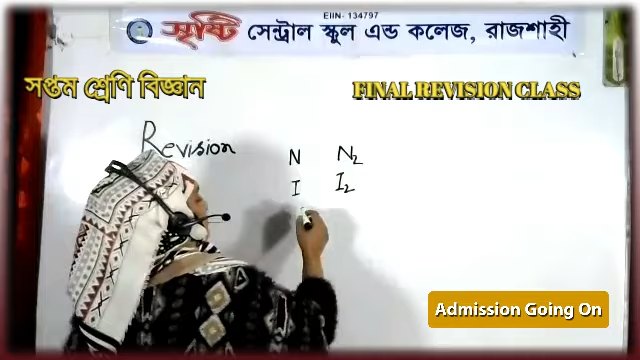 EIIN- 134797
সৃষ্টি সেন্ট্রাল স্কুল এন্ড কলেজ, রাজশাহী
সপ্তম শ্রেণি বিজ্ঞান
FINAL REVISION CLASS
Revision
N N₂
I I₂
Admission Going On